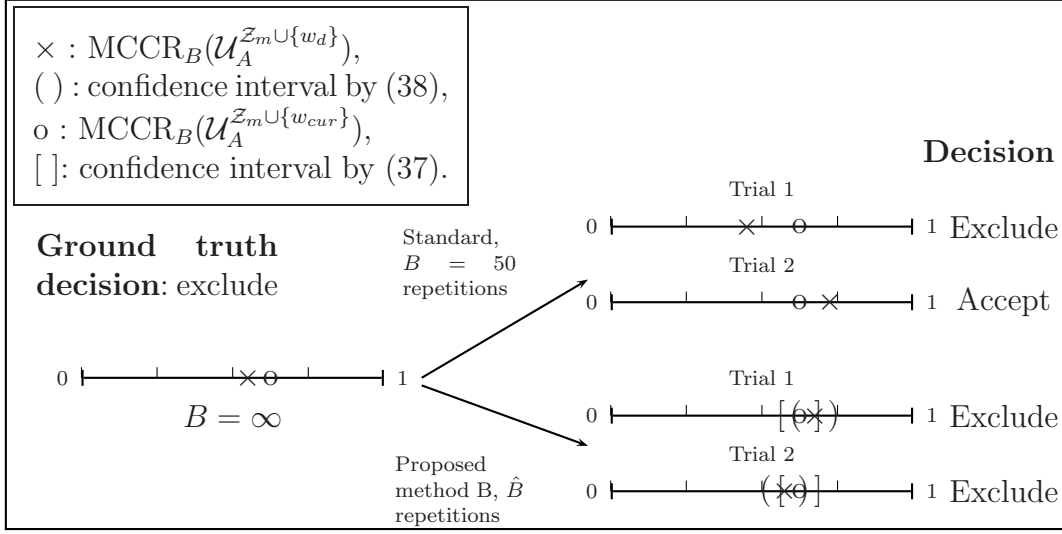 × : MCCR_B(𝒰_A^{𝒵_m∪{w_d}}),
( ) : confidence interval by (38),
o : MCCR_B(𝒰_A^{𝒵_m∪{w_{cur}}}),
[ ]: confidence interval by (37).
Decision
Trial 1
0 × o 1 Exclude
Ground truth
decision: exclude
Standard,
B = 50
repetitions
Trial 2
0 o × 1 Accept
0 × o 1
B = ∞
Trial 1
0 [ ( o × ] ) 1 Exclude
Proposed
method B, B̂
repetitions
Trial 2
0 ( [ × o ) ] 1 Exclude